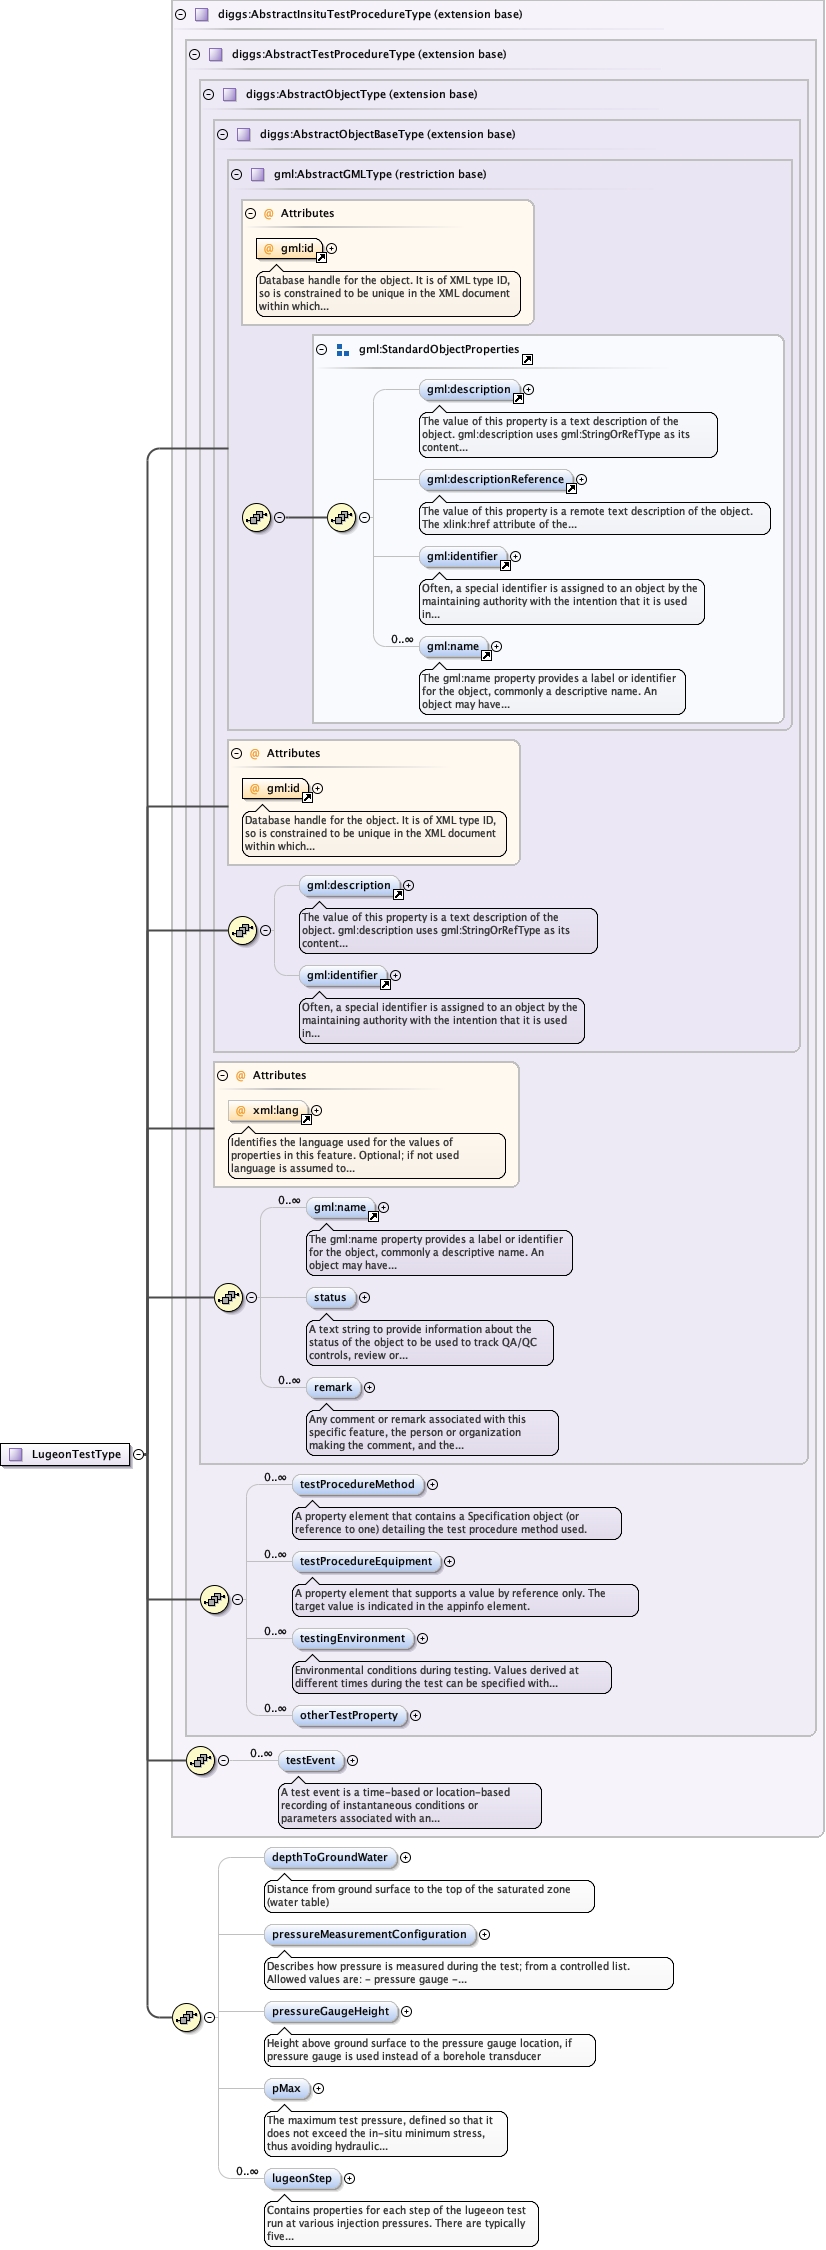 diggs:AbstractInsituTestProcedureType (extension base)
diggs:AbstractTestProcedureType (extension base)
diggs:AbstractObjectType (extension base)
diggs:AbstractObjectBaseType (extension base)
gml:AbstractGMLType (restriction base)
@ Attributes
@ gml:id
Database handle for the object. It is of XML type ID,
so is constrained to be unique in the XML document
within which...
gml:StandardObjectProperties
gml:description
The value of this property is a text description of the
object. gml:description uses gml:StringOrRefType as its
content...
gml:descriptionReference
The value of this property is a remote text description of the object.
The xlink:href attribute of the...
gml:identifier
Often, a special identifier is assigned to an object by the
maintaining authority with the intention that it is used
in...
0..∞
gml:name
The gml:name property provides a label or identifier
for the object, commonly a descriptive name. An
object may have...
@ Attributes
@ gml:id
Database handle for the object. It is of XML type ID,
so is constrained to be unique in the XML document
within which...
gml:description
The value of this property is a text description of the
object. gml:description uses gml:StringOrRefType as its
content...
gml:identifier
Often, a special identifier is assigned to an object by the
maintaining authority with the intention that it is used
in...
@ Attributes
@ xml:lang
Identifies the language used for the values of
properties in this feature. Optional; if not used
language is assumed to...
0..∞
gml:name
The gml:name property provides a label or identifier
for the object, commonly a descriptive name. An
object may have...
status
A text string to provide information about the
status of the object to be used to track QA/QC
controls, review or...
0..∞
remark
Any comment or remark associated with this
specific feature, the person or organization
making the comment, and the...
LugeonTestType
0..∞
testProcedureMethod
A property element that contains a Specification object (or
reference to one) detailing the test procedure method used.
0..∞
testProcedureEquipment
A property element that supports a value by reference only. The
target value is indicated in the appinfo element.
0..∞
testingEnvironment
Environmental conditions during testing. Values derived at
different times during the test can be specified with...
0..∞
otherTestProperty
0..∞
testEvent
A test event is a time-based or location-based
recording of instantaneous conditions or
parameters associated with an...
depthToGroundWater
Distance from ground surface to the top of the saturated zone
(water table)
pressureMeasurementConfiguration
Describes how pressure is measured during the test; from a controlled list.
Allowed values are: - pressure gauge -...
pressureGaugeHeight
Height above ground surface to the pressure gauge location, if
pressure gauge is used instead of a borehole transducer
pMax
The maximum test pressure, defined so that it
does not exceed the in-situ minimum stress,
thus avoiding hydraulic...
0..∞
lugeonStep
Contains properties for each step of the lugeeon test
run at various injection pressures. There are typically
five...